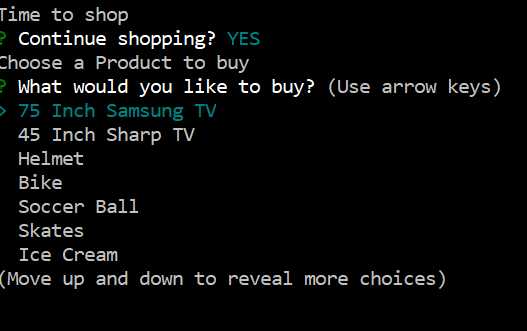 Time to shop
? Continue shopping? YES
Choose a Product to buy
? What would you like to buy? (Use arrow keys)
> 75 Inch Samsung TV
45 Inch Sharp TV
Helmet
Bike
Soccer Ball
Skates
Ice Cream
(Move up and down to reveal more choices)